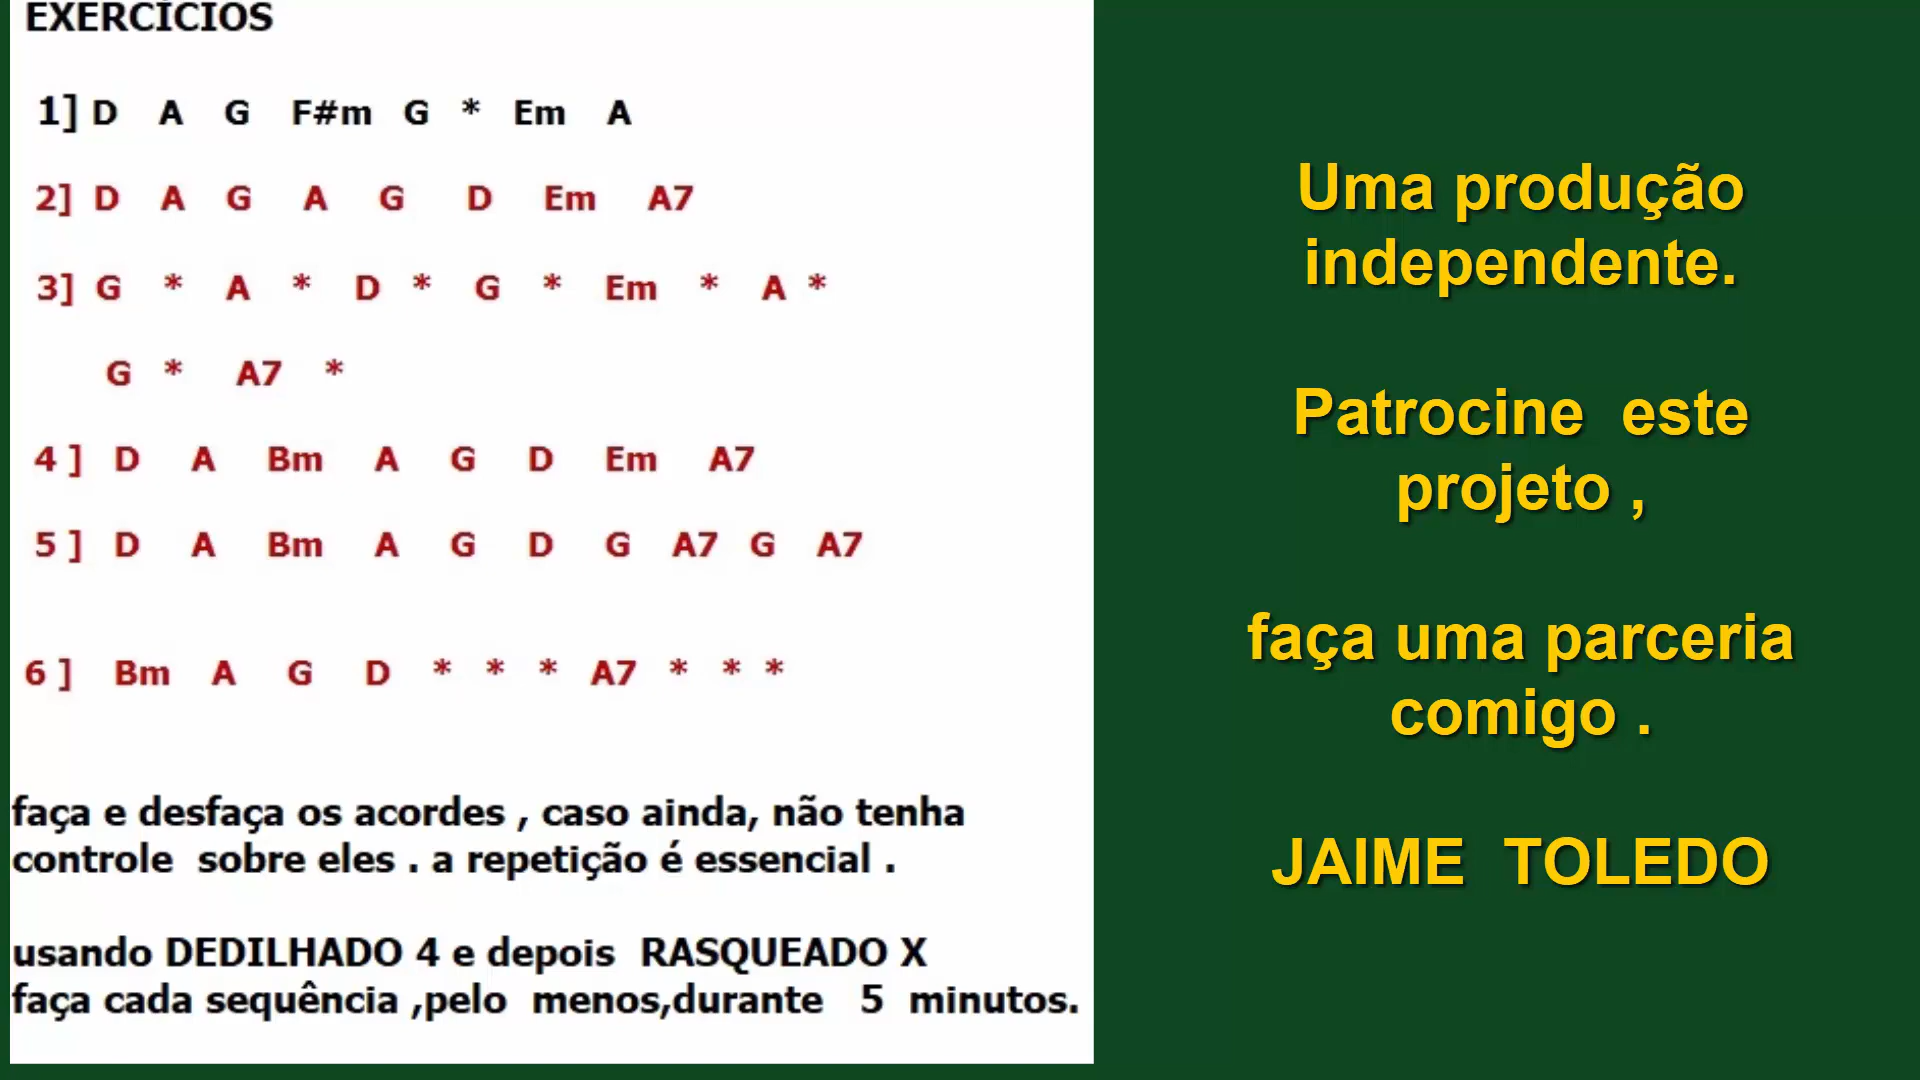 EXERCÍCIOS
1] D A G F#m G * Em A
2] D A G A G D Em A7
3] G * A * D * G * Em * A *
G * A7 *
4 ] D A Bm A G D Em A7
5 ] D A Bm A G D G A7 G A7
6 ] Bm A G D * * * A7 * * *
faça e desfaça os acordes , caso ainda, não tenha
controle sobre eles . a repetição é essencial .
usando DEDILHADO 4 e depois RASQUEADO X
faça cada sequência ,pelo menos,durante 5 minutos.
Uma produção
independente.
Patrocine este
projeto ,
faça uma parceria
comigo .
JAIME TOLEDO